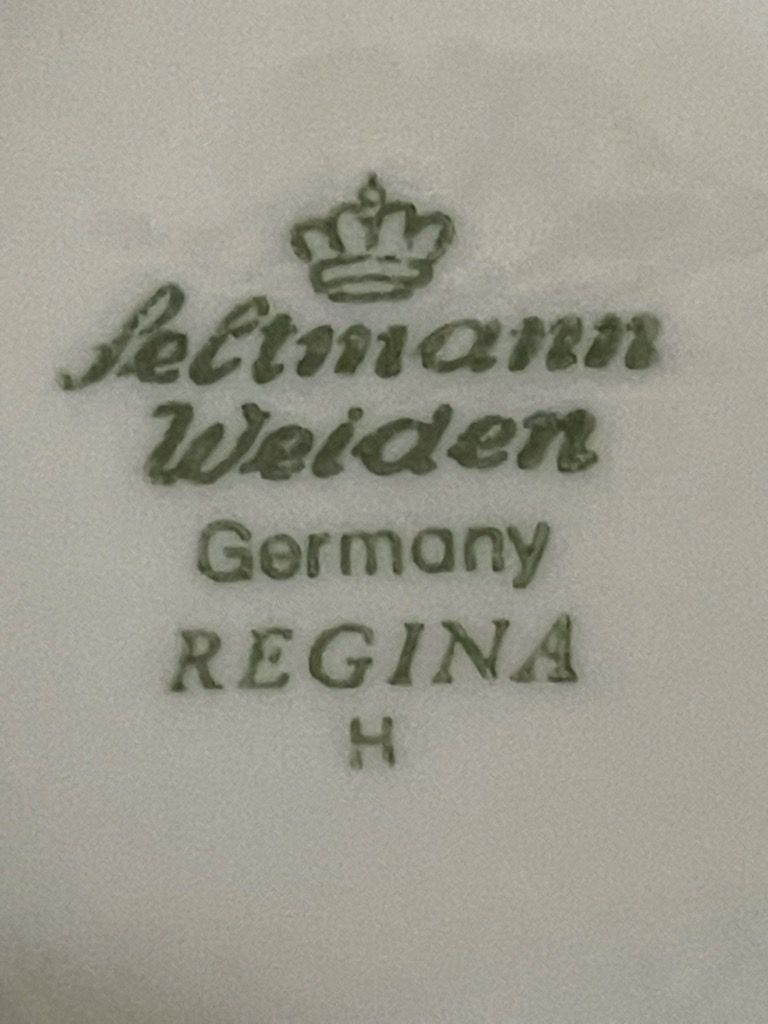 Seltmann
Weiden
Germany
REGINA
H